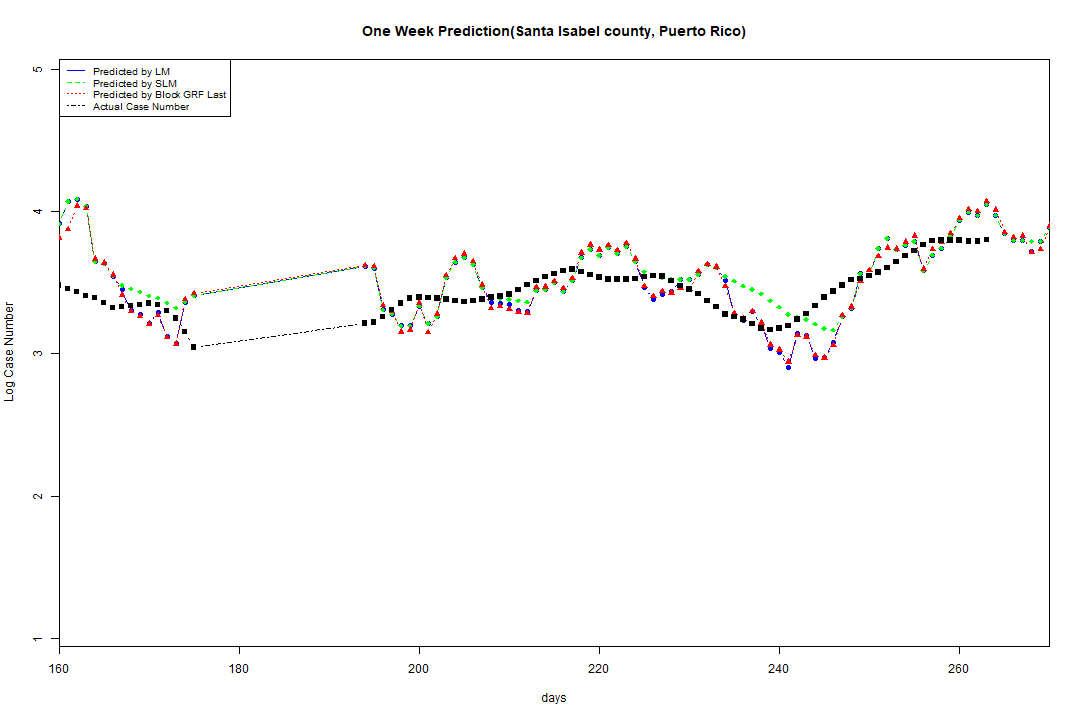 One Week Prediction(Santa Isabel county, Puerto Rico)
Predicted by LM
Predicted by SLM
Predicted by Block GRF Last
Actual Case Number
5
4
3
2
1
Log Case Number
160 180 200 220 240 260
days